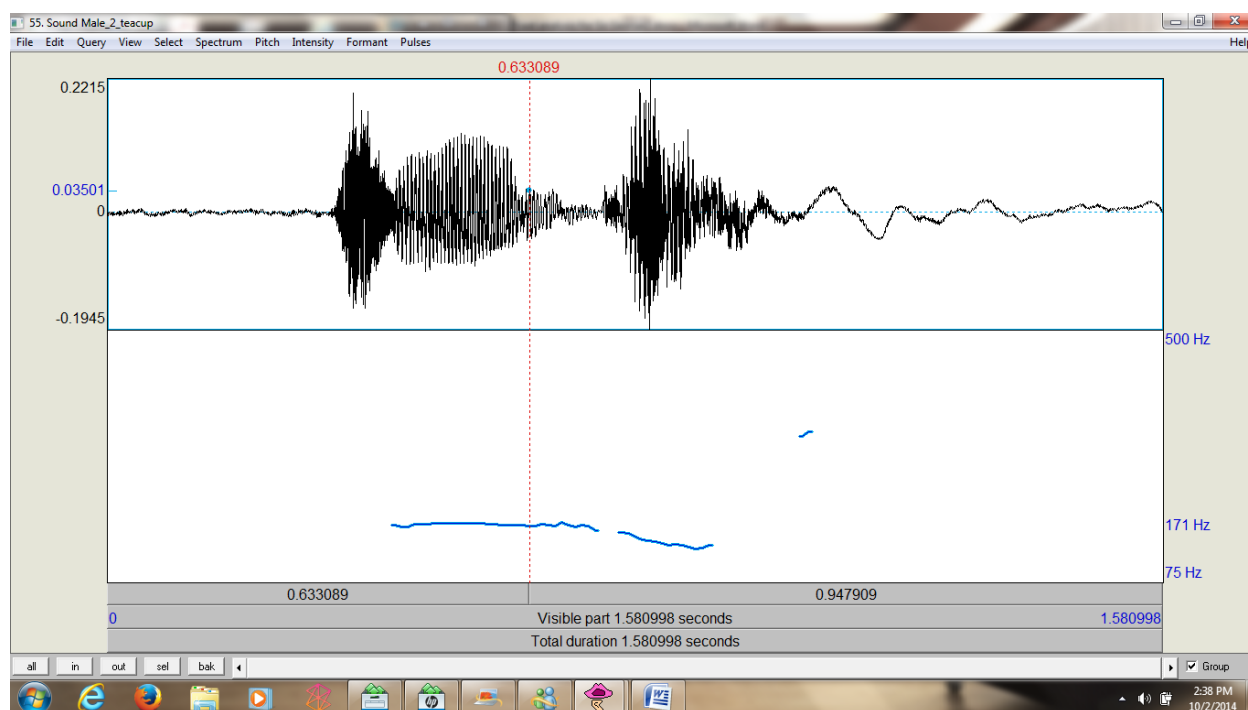 55. Sound Male_2_teacup
File Edit Query View Select Spectrum Pitch Intensity Formant Pulses Help
0.633089
0.2215
0.03501
0
-0.1945
500 Hz
171 Hz
75 Hz
0.633089 0.947909
0 Visible part 1.580998 seconds 1.580998
Total duration 1.580998 seconds
all in out sel bak Group
2:38 PM
10/2/2014